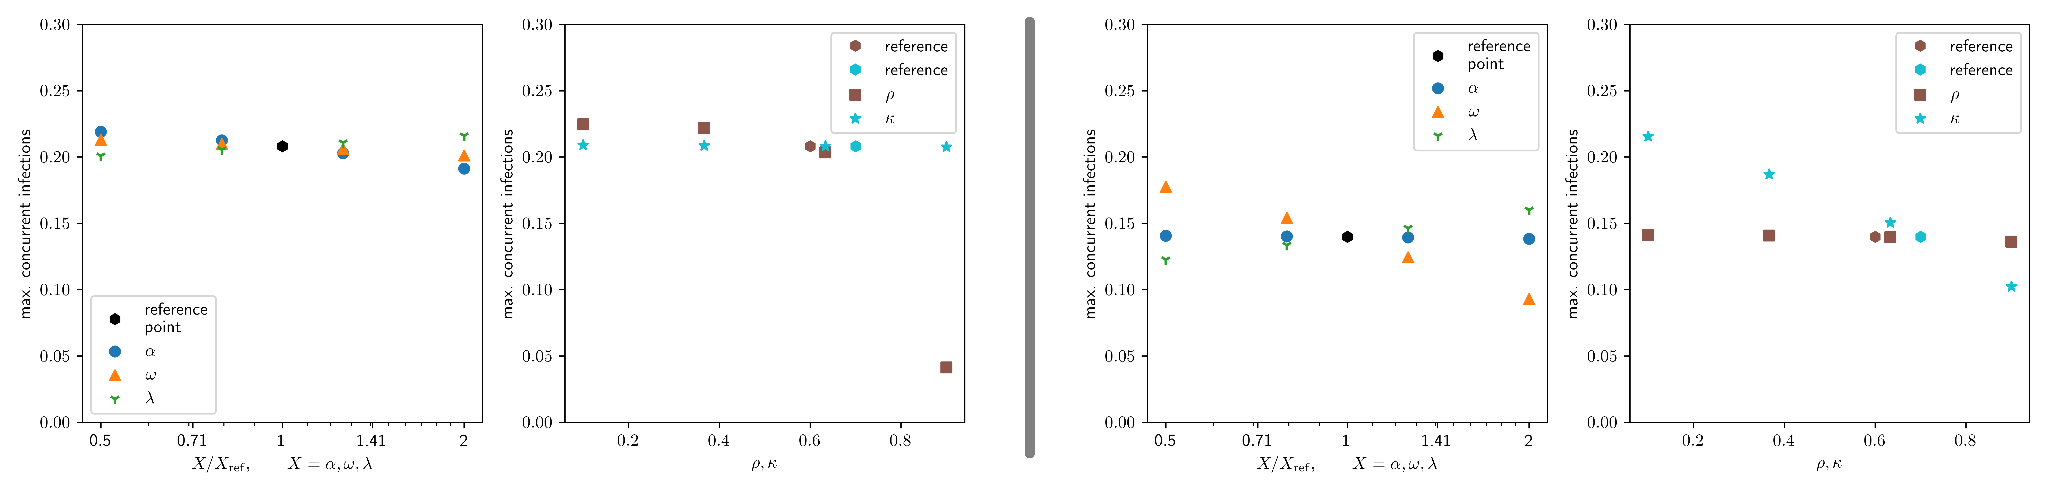 max. concurrent infections
0.30
0.25
0.20
0.15
0.10
0.05
0.00
reference
point
α
ω
λ
0.5 0.71 1 1.41 2
X/X_ref, X = α, ω, λ
max. concurrent infections
0.30
0.25
0.20
0.15
0.10
0.05
0.00
reference
reference
ρ
κ
0.2 0.4 0.6 0.8
ρ, κ
max. concurrent infections
0.30
0.25
0.20
0.15
0.10
0.05
0.00
reference
point
α
ω
λ
0.5 0.71 1 1.41 2
X/X_ref, X = α, ω, λ
max. concurrent infections
0.30
0.25
0.20
0.15
0.10
0.05
0.00
reference
reference
ρ
κ
0.2 0.4 0.6 0.8
ρ, κ